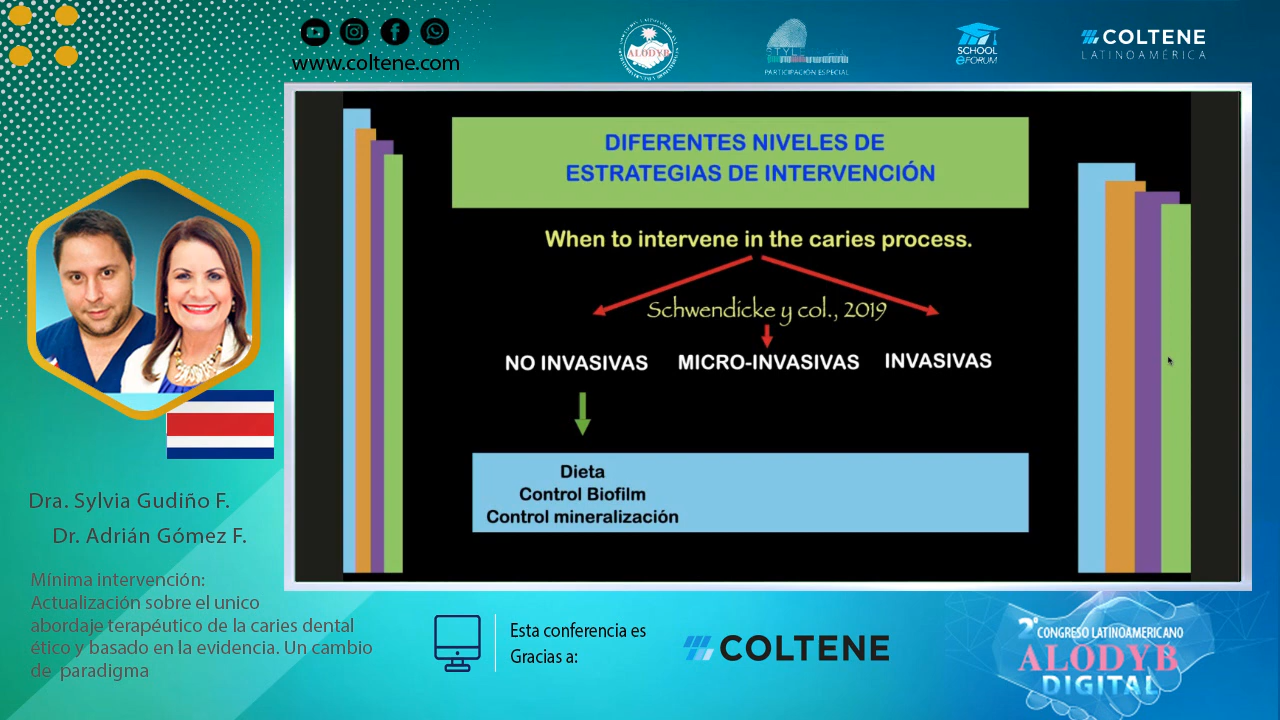 www.coltene.com
ALODYB
PARTICIPACIÓN ESPECIAL
SCHOOL
eFORUM
COLTENE
LATINOAMÉRICA
DIFERENTES NIVELES DE
ESTRATEGIAS DE INTERVENCIÓN
When to intervene in the caries process.
Schwendicke y col., 2019
NO INVASIVAS MICRO-INVASIVAS INVASIVAS
Dieta
Control Biofilm
Control mineralización
Dra. Sylvia Gudiño F.
Dr. Adrián Gómez F.
Mínima intervención:
Actualización sobre el unico
abordaje terapéutico de la caries dental
ético y basado en la evidencia. Un cambio
de paradigma
Esta conferencia es
Gracias a:
COLTENE
2° CONGRESO LATINOAMERICANO
ALODYB
DIGITAL